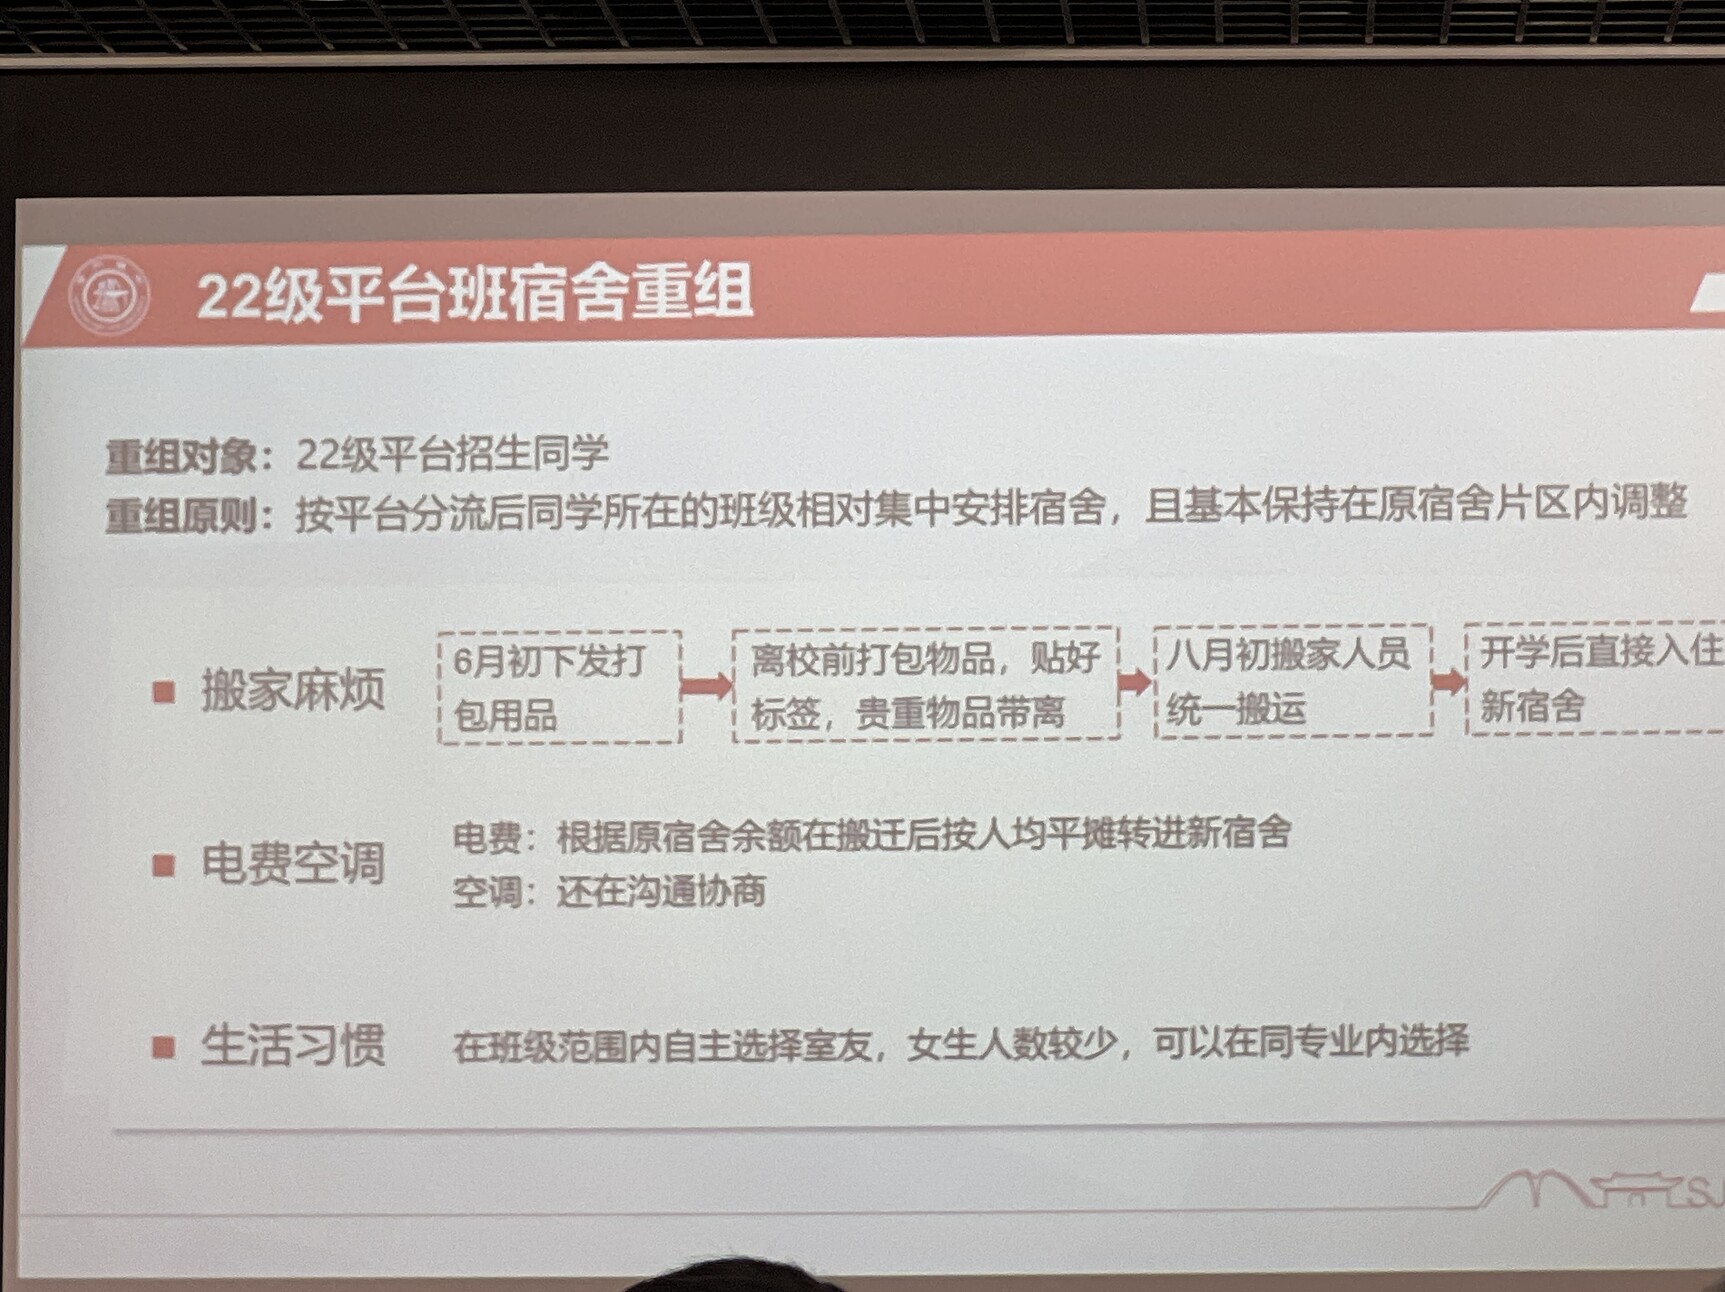 22级平台班宿舍重组
重组对象：22级平台招生同学
重组原则：按平台分流后同学所在的班级相对集中安排宿舍，且基本保持在原宿舍片区内调整
搬家麻烦
6月初下发打
包用品
离校前打包物品，贴好
标签，贵重物品带离
八月初搬家人员
统一搬运
开学后直接入住
新宿舍
电费空调
电费：根据原宿舍余额在搬迁后按人均平摊转进新宿舍
空调：还在沟通协商
生活习惯
在班级范围内自主选择室友，女生人数较少，可以在同专业内选择
SJ